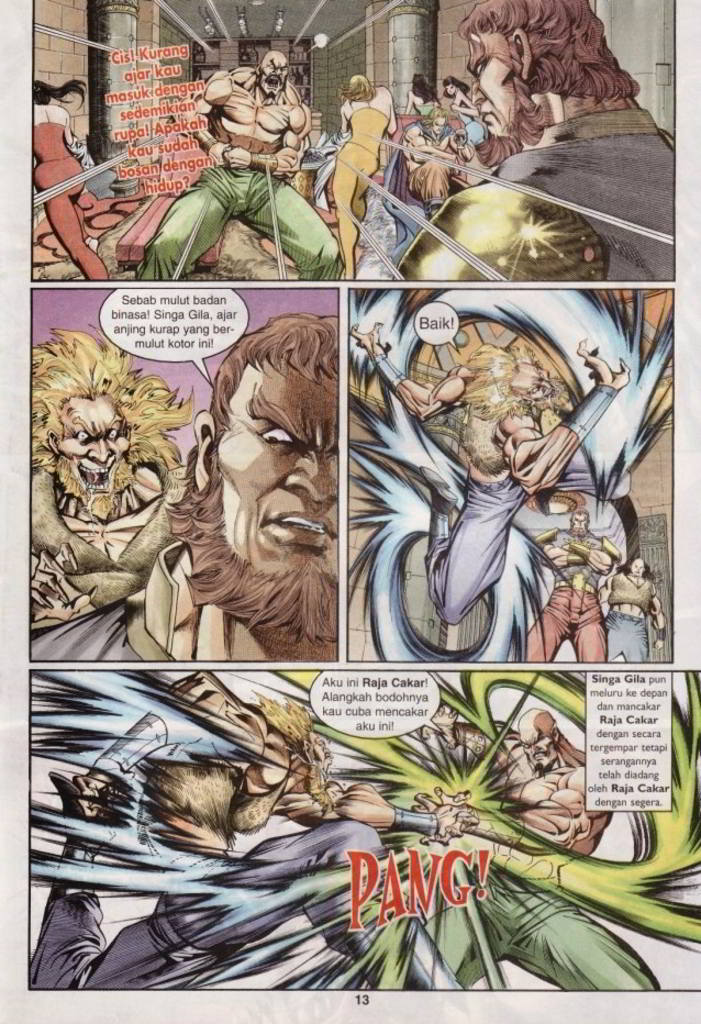 Cis! Kurang
ajar kau
masuk dengan
sedemikian
rupa! Apakah
kau sudah
bosan dengan
hidup?
Sebab mulut badan
binasa! Singa Gila, ajar
anjing kurap yang ber-
mulut kotor ini!
Baik!
Aku ini Raja Cakar!
Alangkah bodohnya
kau cuba mencakar
aku ini!
Singa Gila pun
meluru ke depan
dan mancakar
Raja Cakar
dengan secara
tergempar tetapi
serangannya
telah diadang
oleh Raja Cakar
dengan segera.
PANG!
13